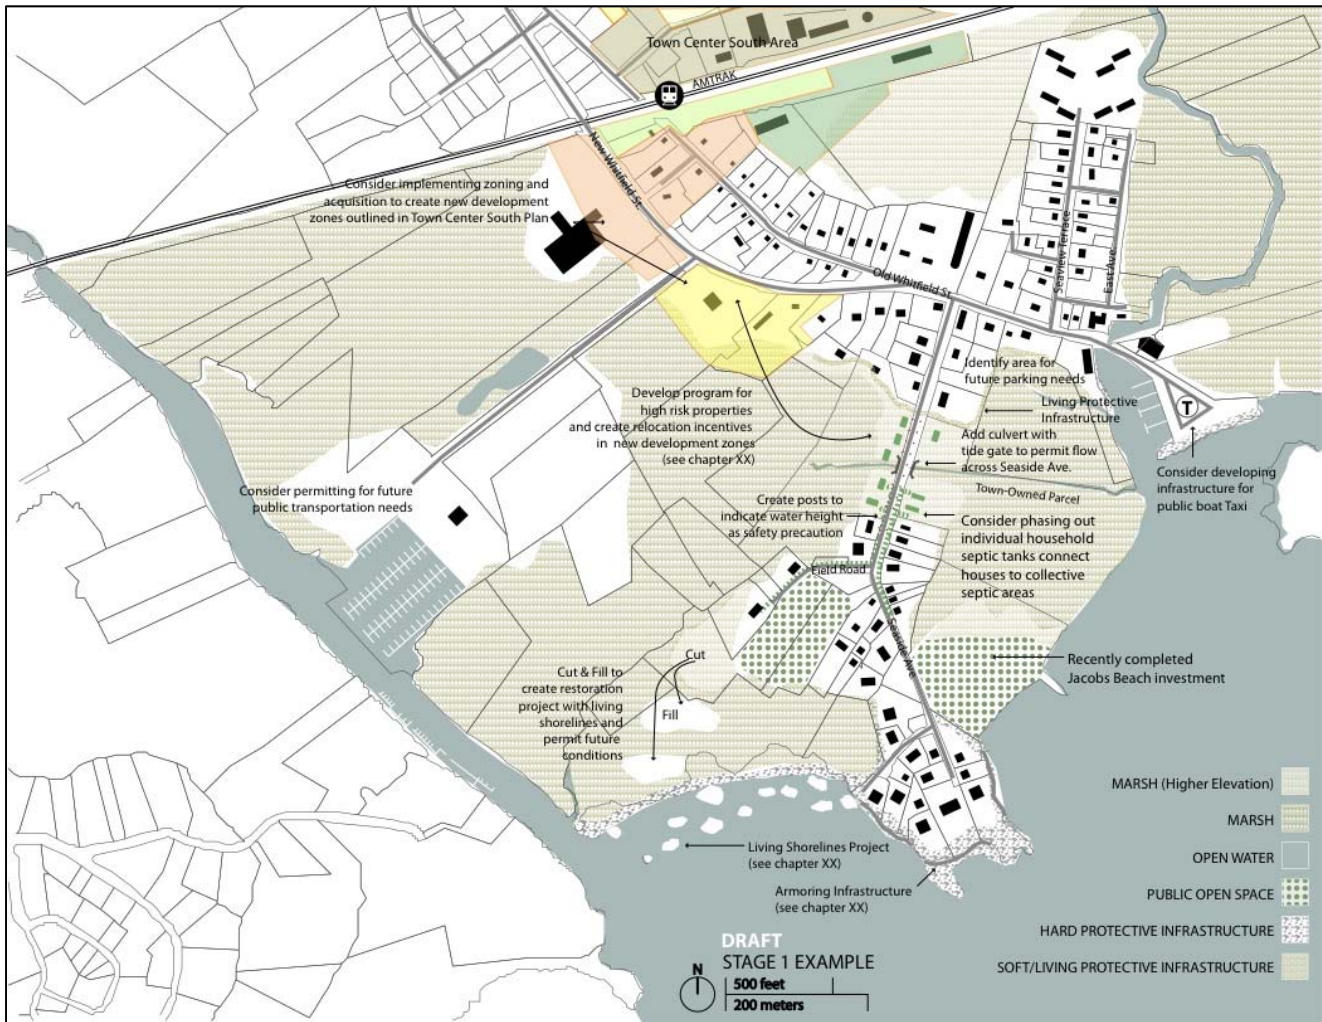 Town Center South Area
AMTRAK
New Whitfield St.
Consider implementing zoning and
acquisition to create new development
zones outlined in Town Center South Plan
Old Whitfield St.
Seaview Terrace
East Ave
Develop program for
high risk properties
and create relocation incentives
in new development zones
(see chapter XX)
Identify area for
future parking needs
Living Protective
Infrastructure
Add culvert with
tide gate to permit flow
across Seaside Ave.
T
Consider developing
infrastructure for
public boat Taxi
Consider permitting for future
public transportation needs
Create posts to
indicate water height
as safety precaution
Town-Owned Parcel
Consider phasing out
individual household
septic tanks connect
houses to collective
septic areas
Field Road
Seaside Ave
Cut & Fill to
create restoration
project with living
shorelines and
permit future
conditions
Cut
Fill
Recently completed
Jacobs Beach investment
Living Shorelines Project
(see chapter XX)
Armoring Infrastructure
(see chapter XX)
MARSH (Higher Elevation)
MARSH
OPEN WATER
PUBLIC OPEN SPACE
HARD PROTECTIVE INFRASTRUCTURE
SOFT/LIVING PROTECTIVE INFRASTRUCTURE
DRAFT
STAGE 1 EXAMPLE
N
500 feet
200 meters